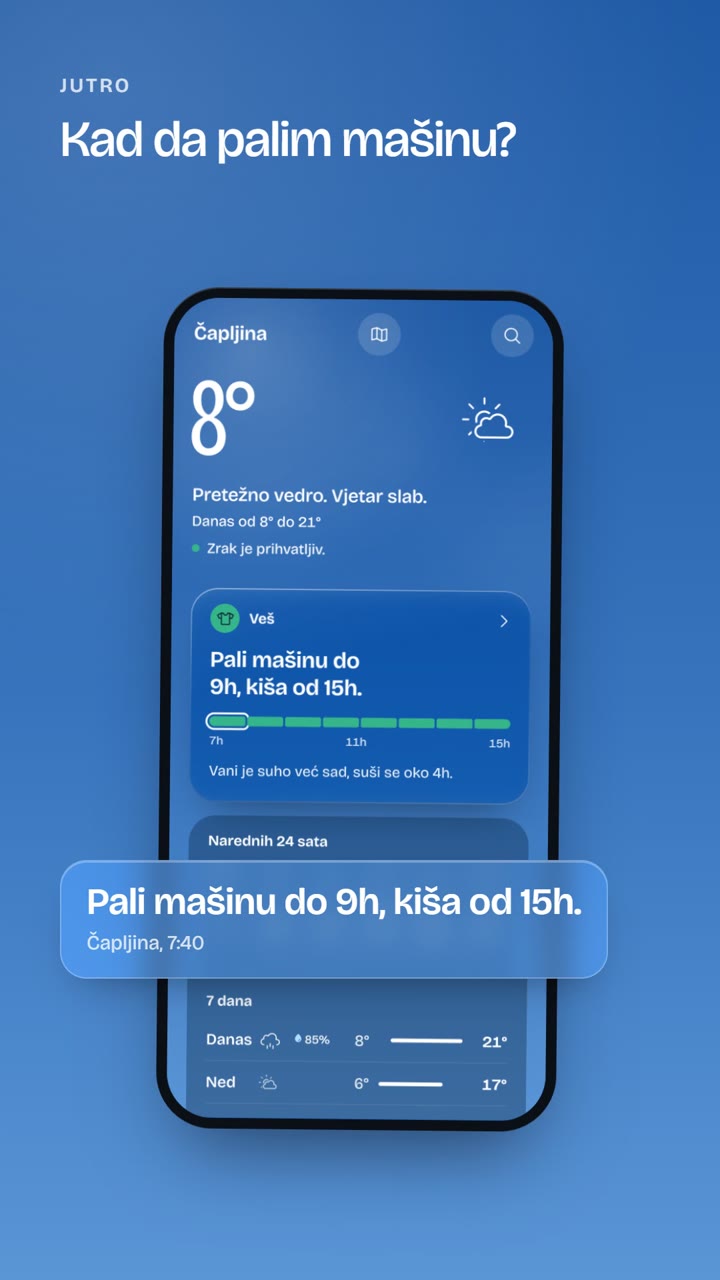 JUTRO
Kad da palim mašinu?
Čapljina
8°
Pretežno vedro. Vjetar slab.
Danas od 8° do 21°
Zrak je prihvatljiv.
Veš
Pali mašinu do
9h, kiša od 15h.
7h 11h 15h
Vani je suho već sad, suši se oko 4h.
Narednih 24 sata
Pali mašinu do 9h, kiša od 15h.
Čapljina, 7:40
7 dana
Danas 85% 8° 21°
Ned 6° 17°